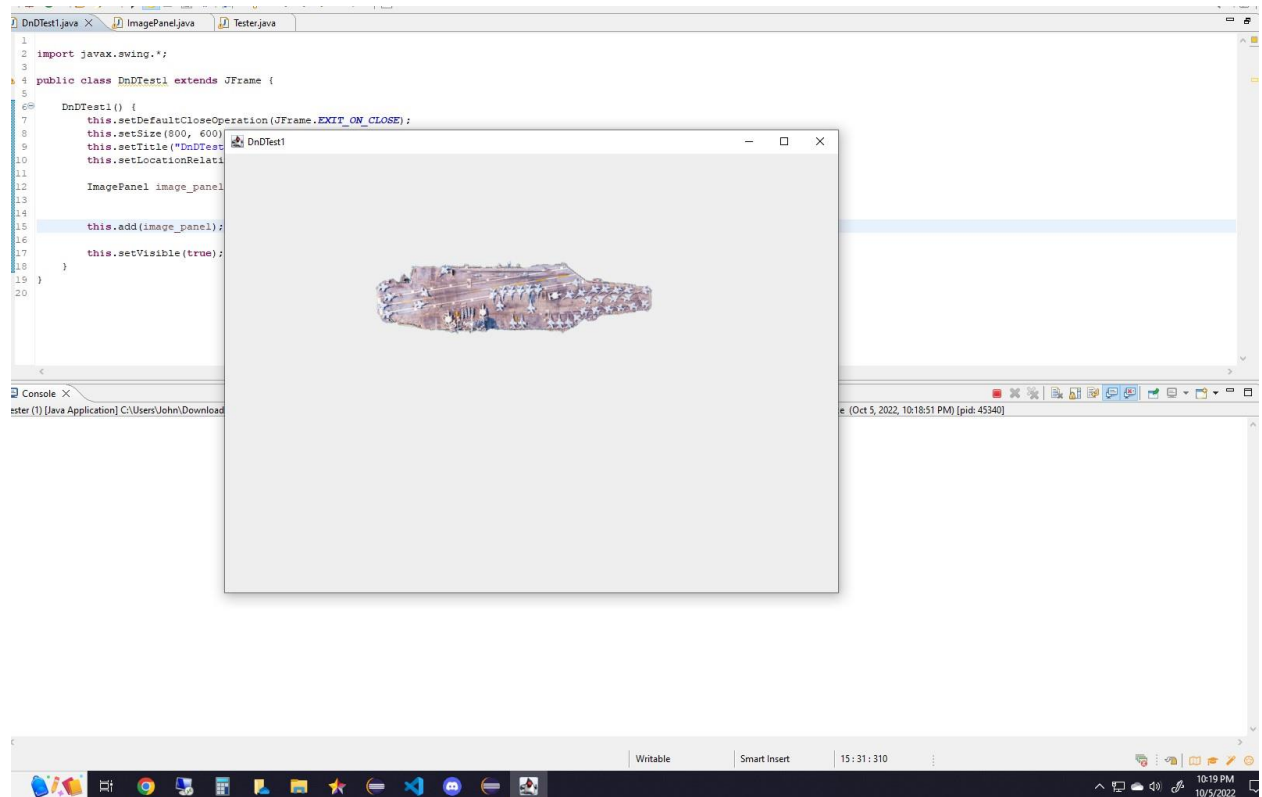 DnDTest1.java
ImagePanel.java
Tester.java
1
2 import javax.swing.*;
3
4 public class DnDTest1 extends JFrame {
5
6 DnDTest1() {
7 this.setDefaultCloseOperation(JFrame.EXIT_ON_CLOSE);
8 this.setSize(800, 600)
9 this.setTitle("DnDTest
10 this.setLocationRelati
11
12 ImagePanel image_panel
13
14
15 this.add(image_panel);
16
17 this.setVisible(true);
18 }
19 }
20
DnDTest1
Console
ester (1) [Java Application] C:\Users\John\Download
e (Oct 5, 2022, 10:18:51 PM) [pid: 45340]
Writable
Smart Insert
15 : 31 : 310
10:19 PM
10/5/2022